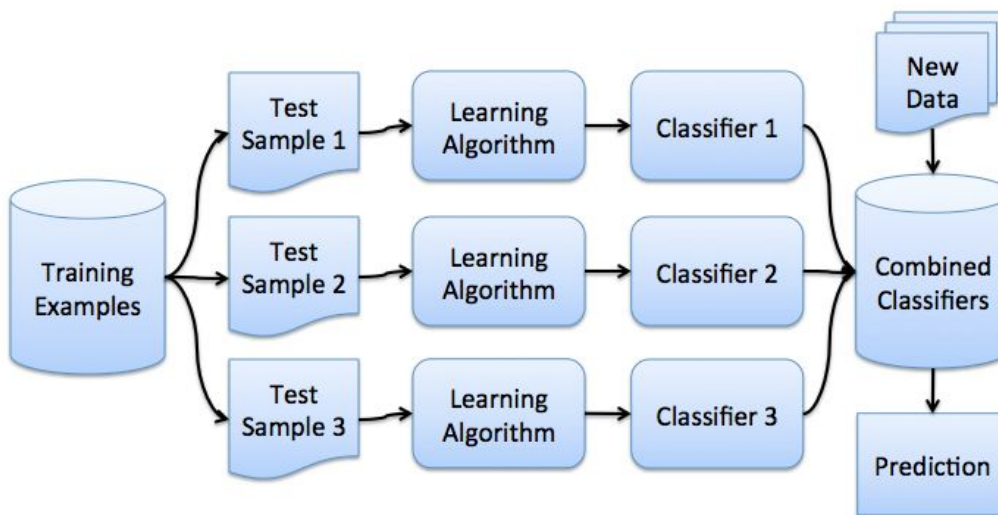 Training
Examples
Test
Sample 1
Learning
Algorithm
Classifier 1
Test
Sample 2
Learning
Algorithm
Classifier 2
Test
Sample 3
Learning
Algorithm
Classifier 3
New
Data
Combined
Classifiers
Prediction